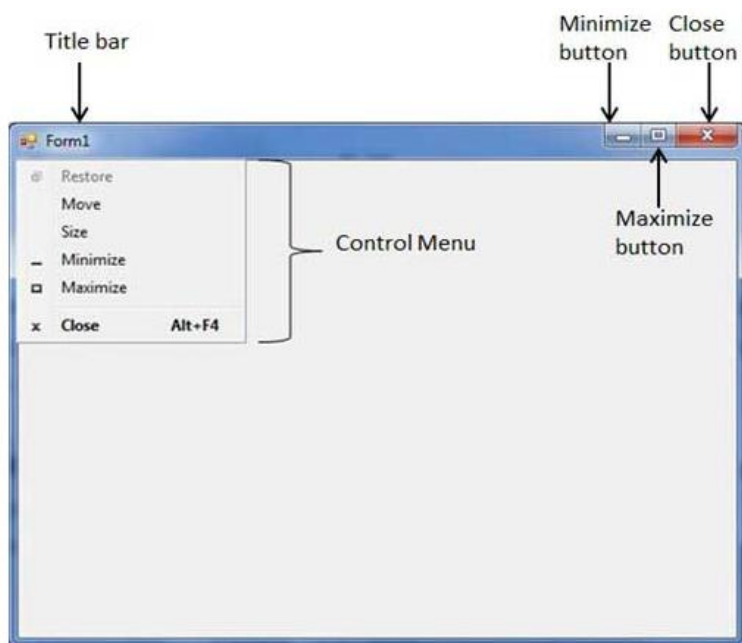 Title bar
Minimize
button
Close
button
Form1
Restore
Move
Size
Minimize
Maximize
Close Alt+F4
Control Menu
Maximize
button